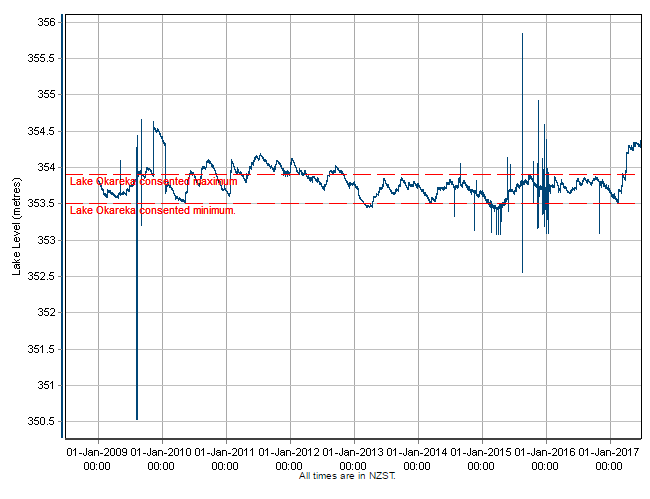 356
355.5
355
354.5
354
353.5
353
352.5
352
351.5
351
350.5
Lake Level (metres)
Lake Okareka consented maximum
Lake Okareka consented minimum.
01-Jan-2009 01-Jan-2010 01-Jan-2011 01-Jan-2012 01-Jan-2013 01-Jan-2014 01-Jan-2015 01-Jan-2016 01-Jan-2017
00:00 00:00 00:00 00:00 00:00 00:00 00:00 00:00 00:00
All times are in NZST.